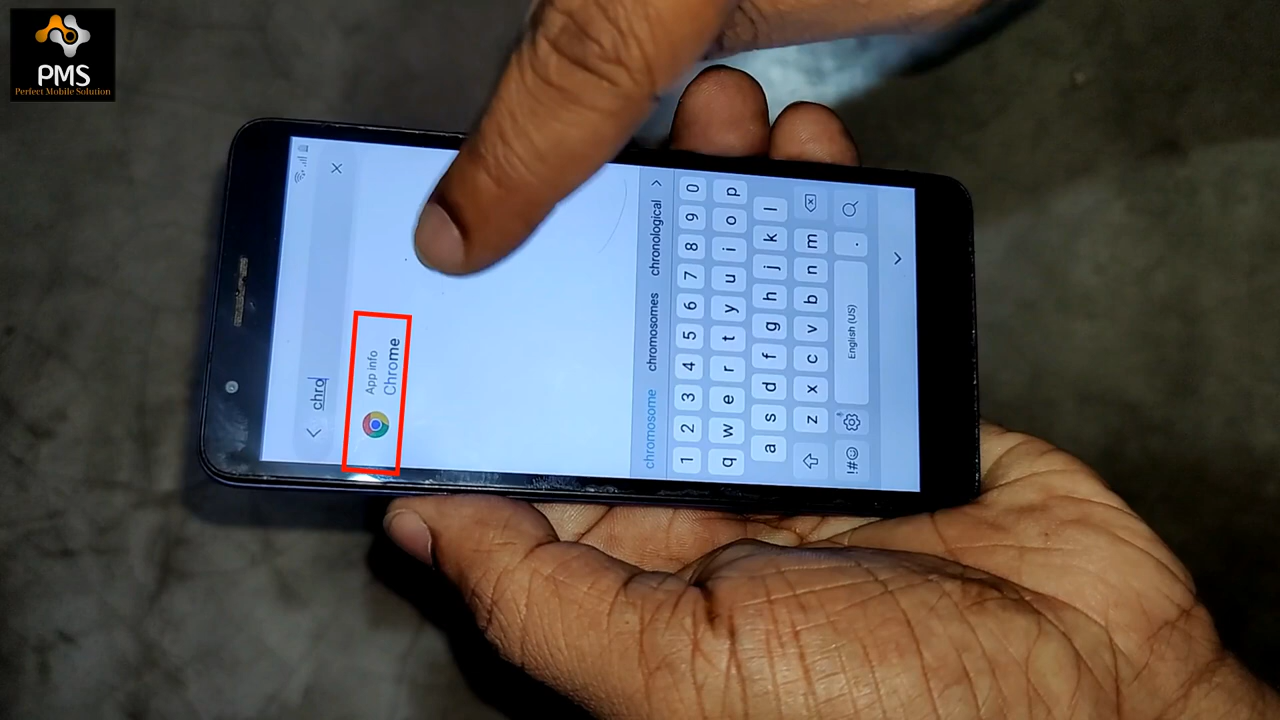 PMS
Perfect Mobile Solution
chro
App info
Chrome
chromosome chromosomes chronological
1 2 3 4 5 6 7 8 9 0
q w e r t y u i o p
a s d f g h j k l
z x c v b n m
!#☺ English (US) .